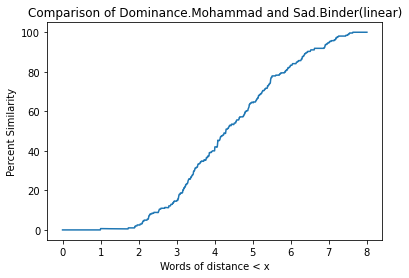 Comparison of Dominance.Mohammad and Sad.Binder(linear)
100
80
60
40
20
0
Percent Similarity
0 1 2 3 4 5 6 7 8
Words of distance < x